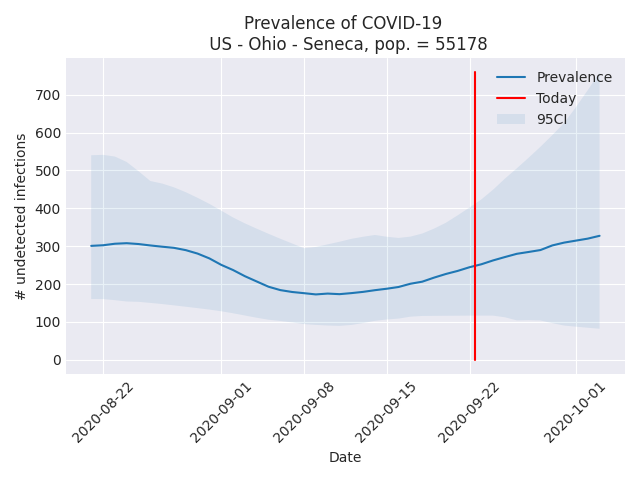 Prevalence of COVID-19
US - Ohio - Seneca, pop. = 55178
Prevalence
Today
95CI
# undetected infections
700
600
500
400
300
200
100
0
2020-08-22
2020-09-01
2020-09-08
2020-09-15
2020-09-22
2020-10-01
Date